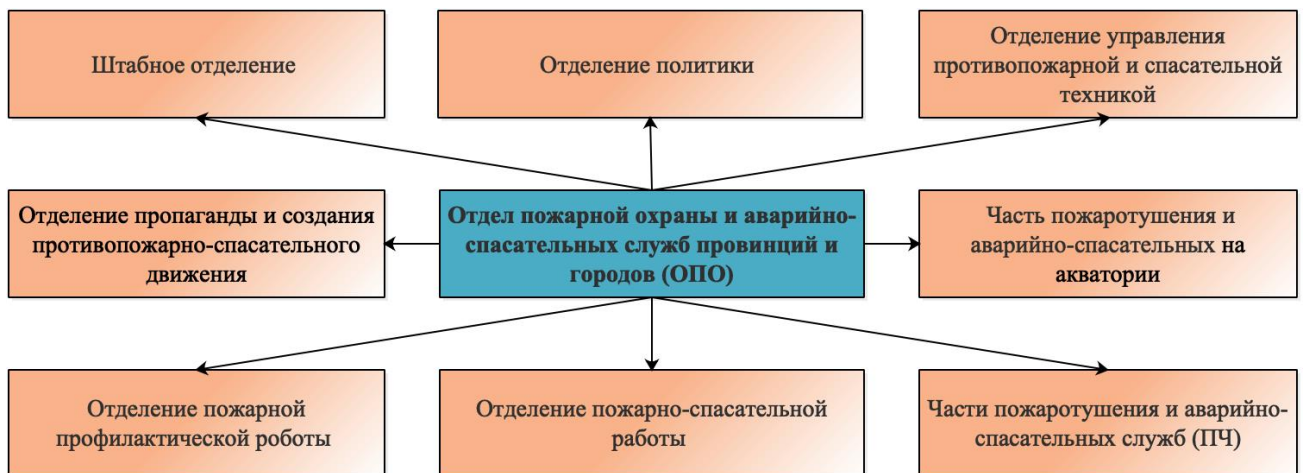 Штабное отделение
Отделение политики
Отделение управления
противопожарной и спасательной
техникой
Отделение пропаганды и создания
противопожарно-спасательного
движения
Отдел пожарной охраны и аварийно-
спасательных служб провинций и
городов (ОПО)
Часть пожаротушения и
аварийно-спасательных на
акватории
Отделение пожарной
профилактической роботы
Отделение пожарно-спасательной
работы
Части пожаротушения и аварийно-
спасательных служб (ПЧ)